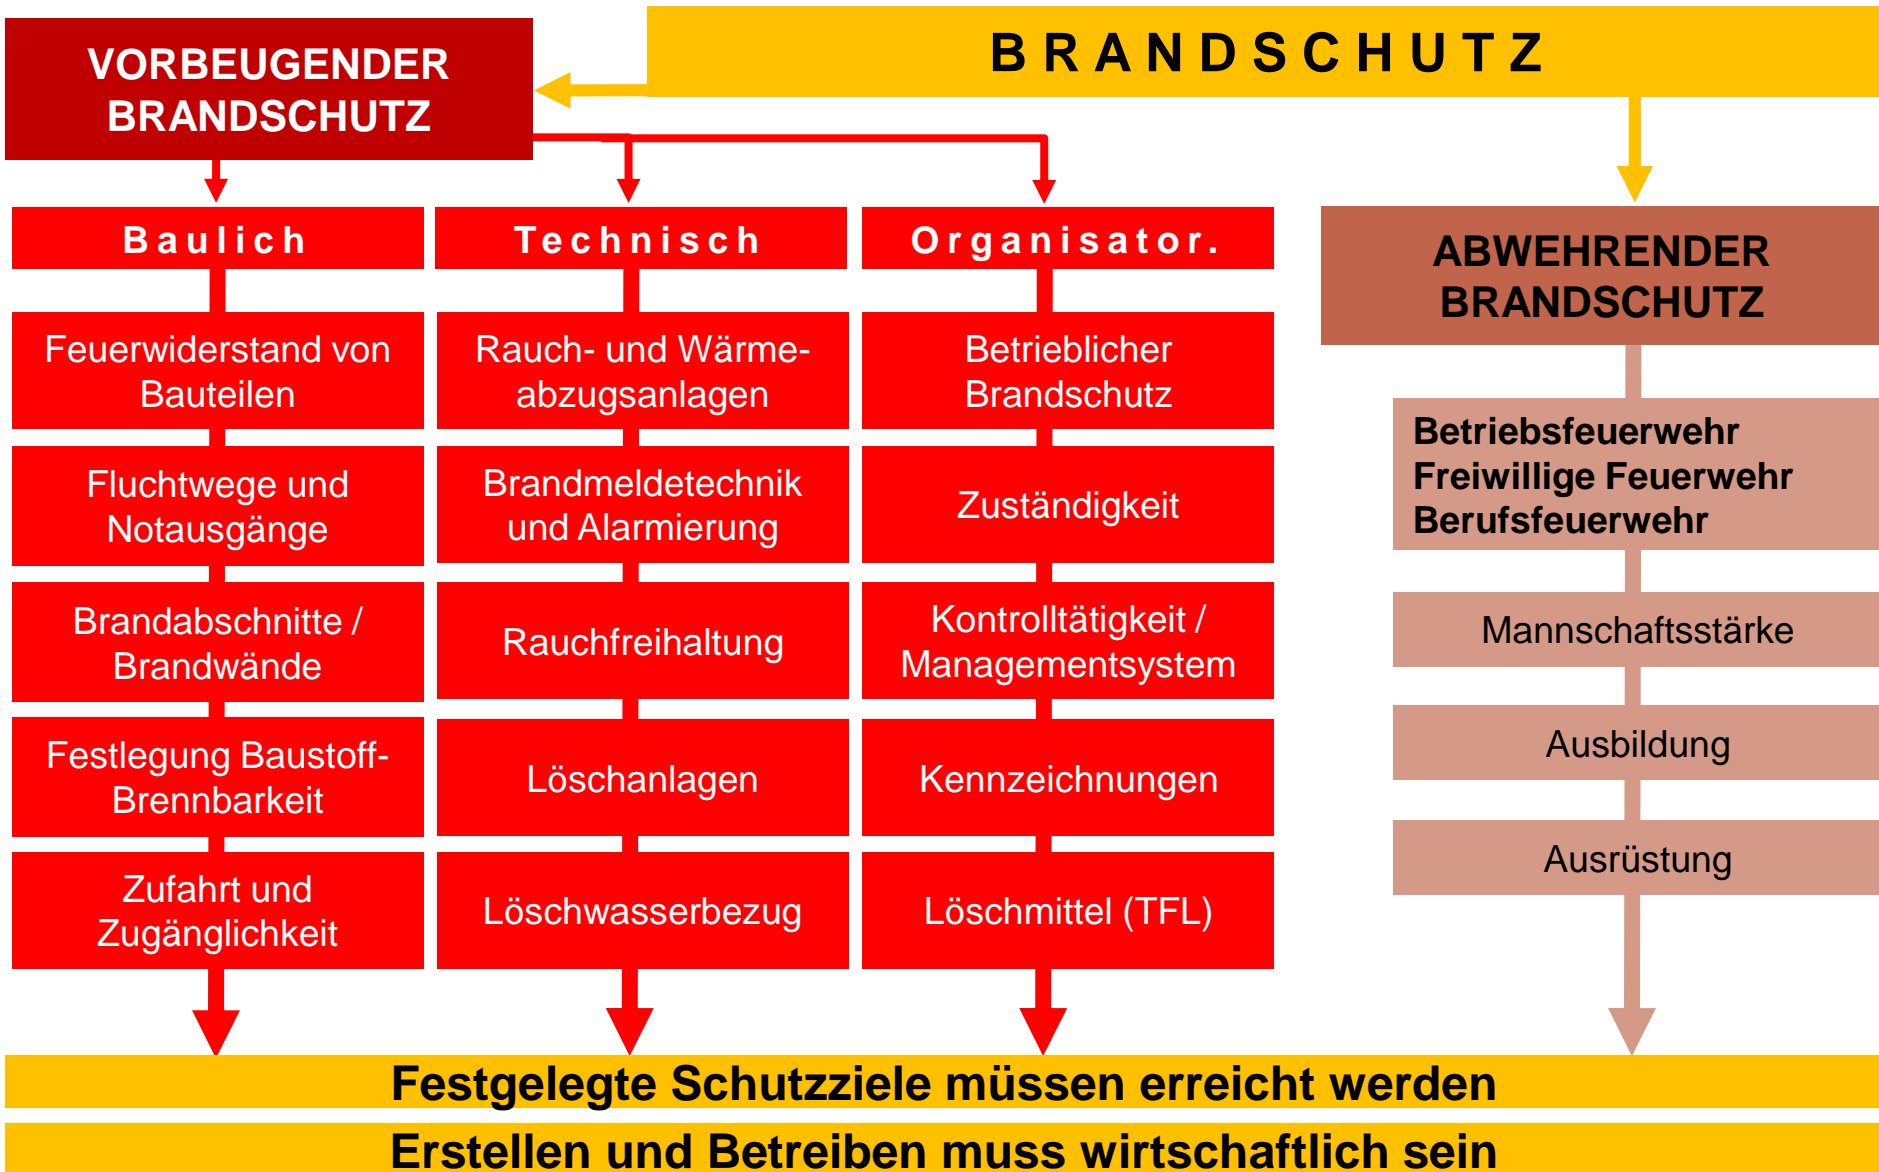 BRANDSCHUTZ
VORBEUGENDER
BRANDSCHUTZ
Baulich
Feuerwiderstand von
Bauteilen
Fluchtwege und
Notausgänge
Brandabschnitte /
Brandwände
Festlegung Baustoff-
Brennbarkeit
Zufahrt und
Zugänglichkeit
Technisch
Rauch- und Wärme-
abzugsanlagen
Brandmeldetechnik
und Alarmierung
Rauchfreihaltung
Löschanlagen
Löschwasserbezug
Organisator.
Betrieblicher
Brandschutz
Zuständigkeit
Kontrolltätigkeit /
Managementsystem
Kennzeichnungen
Löschmittel (TFL)
ABWEHRENDER
BRANDSCHUTZ
Betriebsfeuerwehr
Freiwillige Feuerwehr
Berufsfeuerwehr
Mannschaftsstärke
Ausbildung
Ausrüstung
Festgelegte Schutzziele müssen erreicht werden
Erstellen und Betreiben muss wirtschaftlich sein